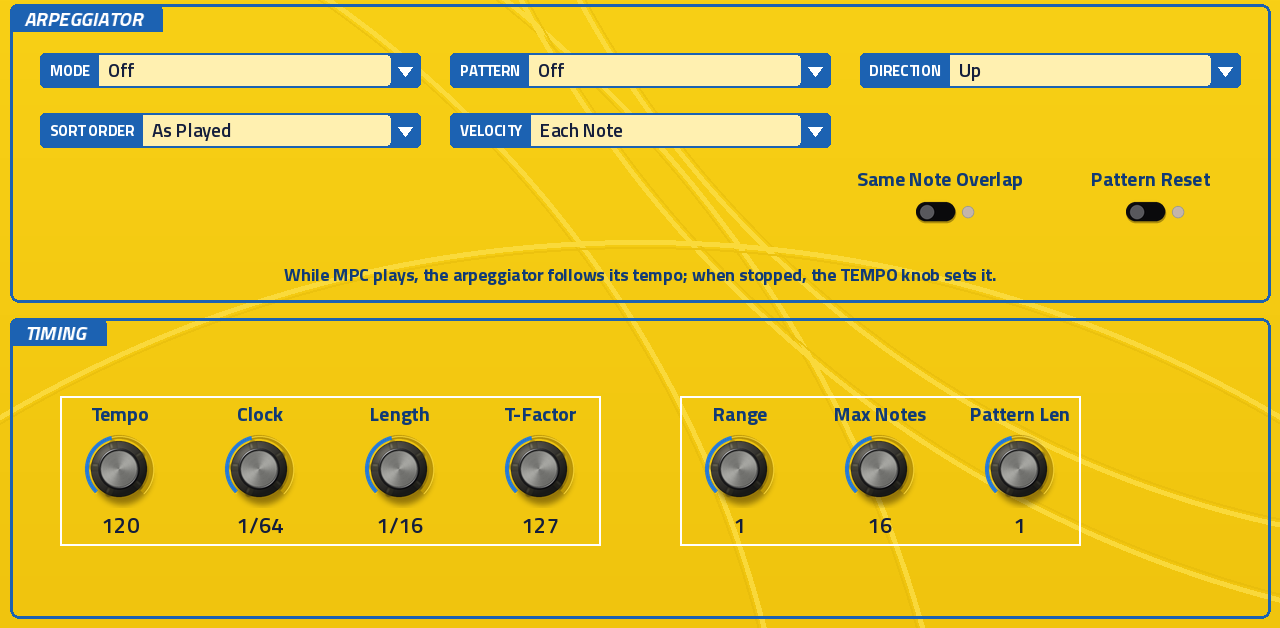 ARPEGGIATOR
MODE Off PATTERN Off DIRECTION Up
SORT ORDER As Played VELOCITY Each Note
Same Note Overlap Pattern Reset
While MPC plays, the arpeggiator follows its tempo; when stopped, the TEMPO knob sets it.
TIMING
Tempo Clock Length T-Factor Range Max Notes Pattern Len
120 1/64 1/16 127 1 16 1